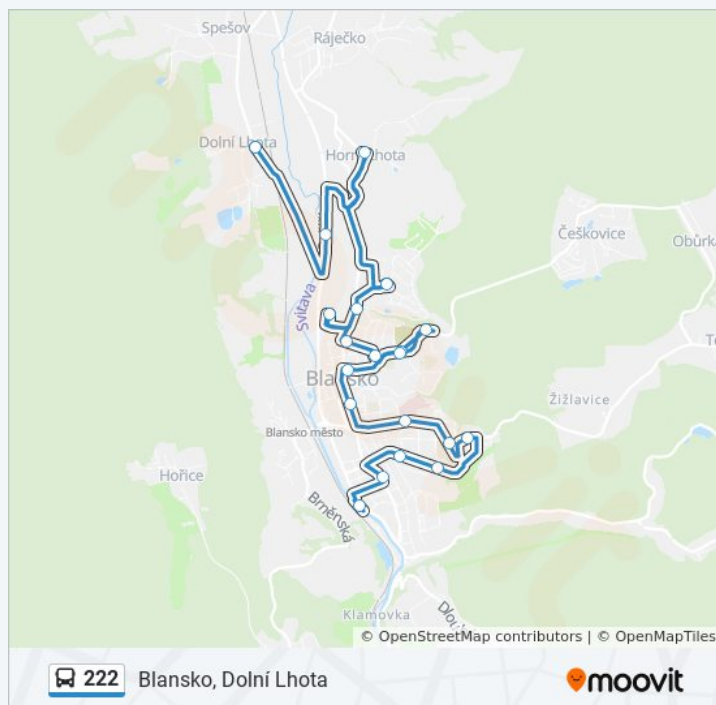 Spešov
Ráječko
Dolní Lhota
Horní Lhota
Češkovice
Obůrka
Svitava
Blansko
Žižlavice
Blansko město
Hořice
Brněnská
Klamovka
© OpenStreetMap contributors | © OpenMapTiles
222 Blansko, Dolní Lhota
moovit